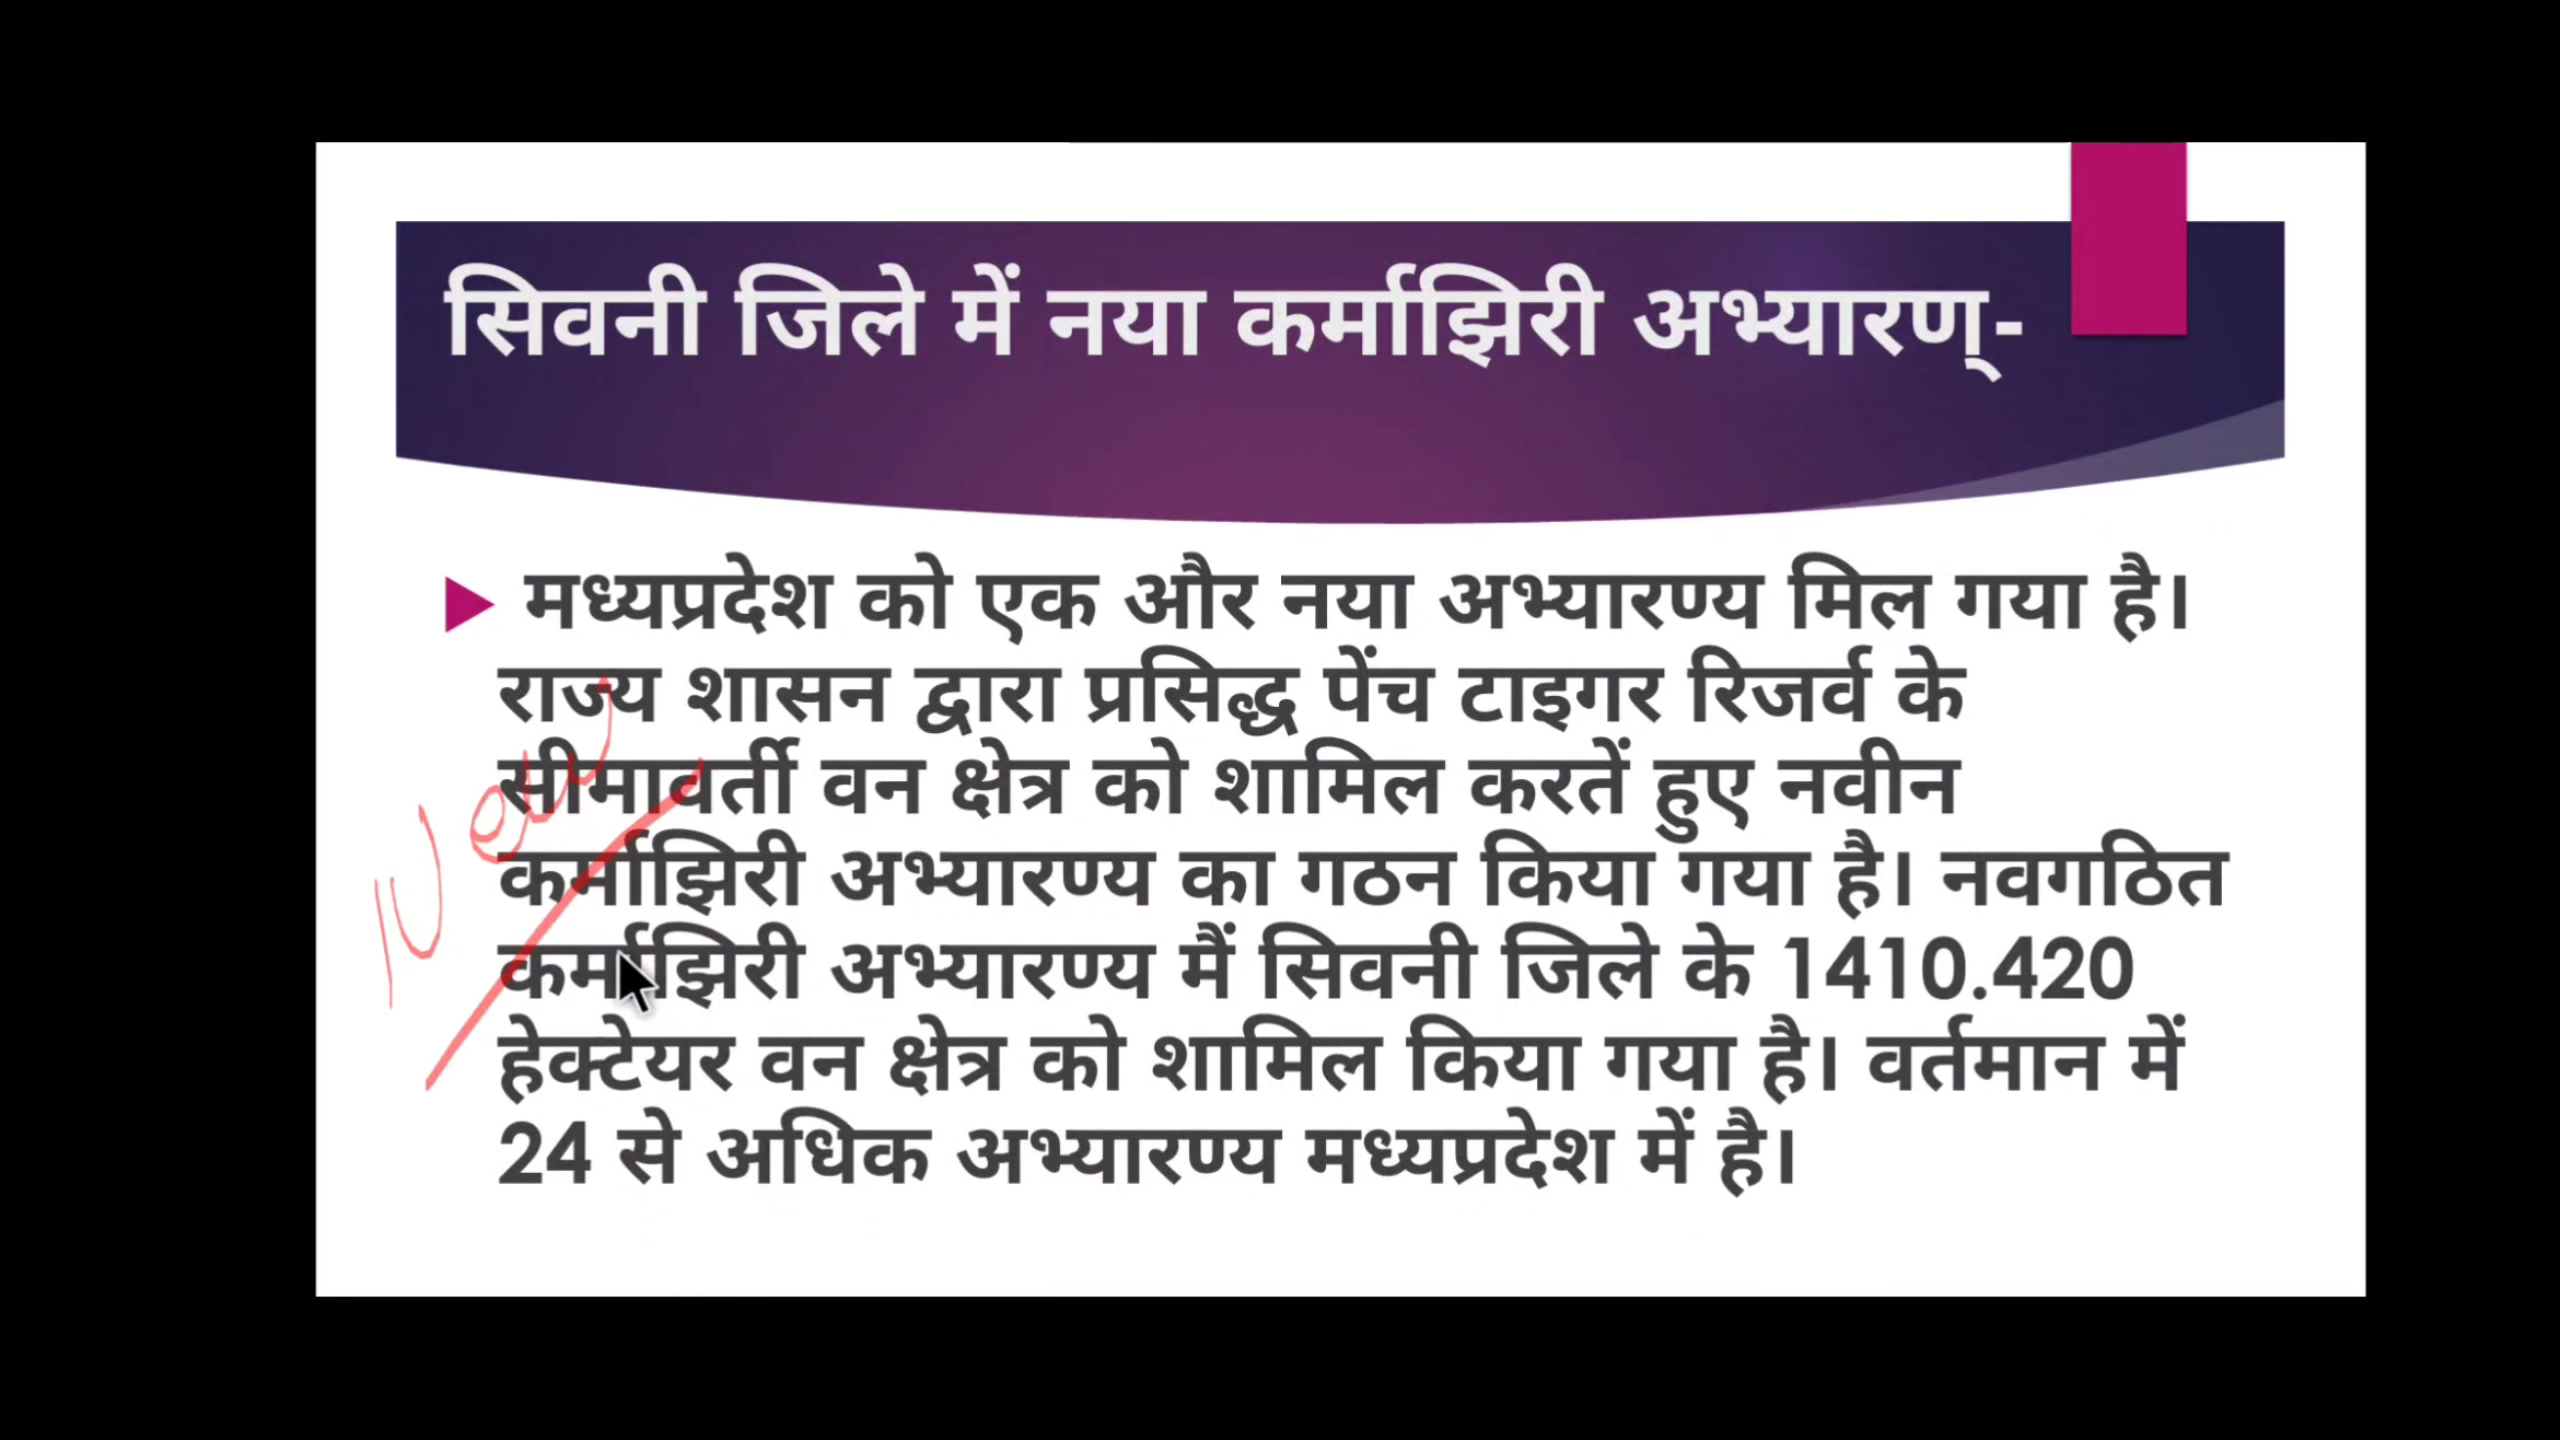 सिवनी जिले में नया कर्माझिरी अभ्यारण्-
मध्यप्रदेश को एक और नया अभ्यारण्य मिल गया है।
राज्य शासन द्वारा प्रसिद्ध पेंच टाइगर रिजर्व के
सीमावर्ती वन क्षेत्र को शामिल करतें हुए नवीन
कर्माझिरी अभ्यारण्य का गठन किया गया है। नवगठित
कर्माझिरी अभ्यारण्य मैं सिवनी जिले के 1410.420
हेक्टेयर वन क्षेत्र को शामिल किया गया है। वर्तमान में
24 से अधिक अभ्यारण्य मध्यप्रदेश में है।
New